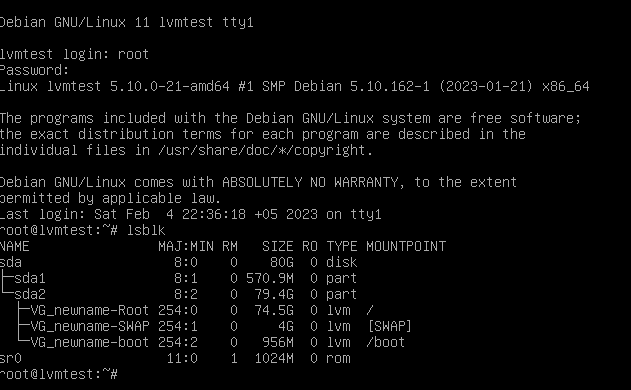 Debian GNU/Linux 11 lvmtest tty1
lvmtest login: root
Password:
Linux lvmtest 5.10.0-21-amd64 #1 SMP Debian 5.10.162-1 (2023-01-21) x86_64
The programs included with the Debian GNU/Linux system are free software;
the exact distribution terms for each program are described in the
individual files in /usr/share/doc/*/copyright.
Debian GNU/Linux comes with ABSOLUTELY NO WARRANTY, to the extent
permitted by applicable law.
Last login: Sat Feb  4 22:36:18 +05 2023 on tty1
root@lvmtest:~# lsblk
NAME                MAJ:MIN RM   SIZE RO TYPE MOUNTPOINT
sda                   8:0    0    80G  0 disk
├─sda1                8:1    0 570.9M  0 part
└─sda2                8:2    0  79.4G  0 part
  ├─VG_newname-Root 254:0    0  74.5G  0 lvm  /
  ├─VG_newname-SWAP 254:1    0     4G  0 lvm  [SWAP]
  └─VG_newname-boot 254:2    0   956M  0 lvm  /boot
sr0                  11:0    1  1024M  0 rom
root@lvmtest:~#